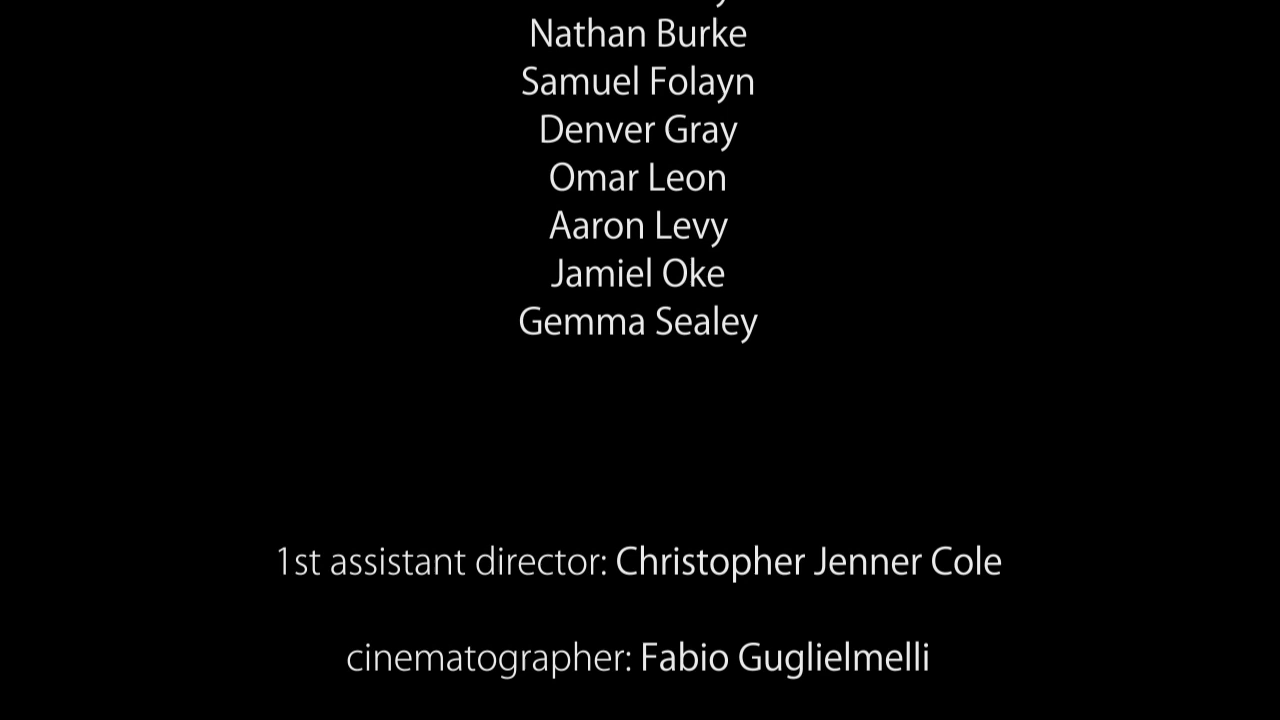 Nathan Burke
Samuel Folayn
Denver Gray
Omar Leon
Aaron Levy
Jamiel Oke
Gemma Sealey
1st assistant director: Christopher Jenner Cole
cinematographer: Fabio Guglielmelli